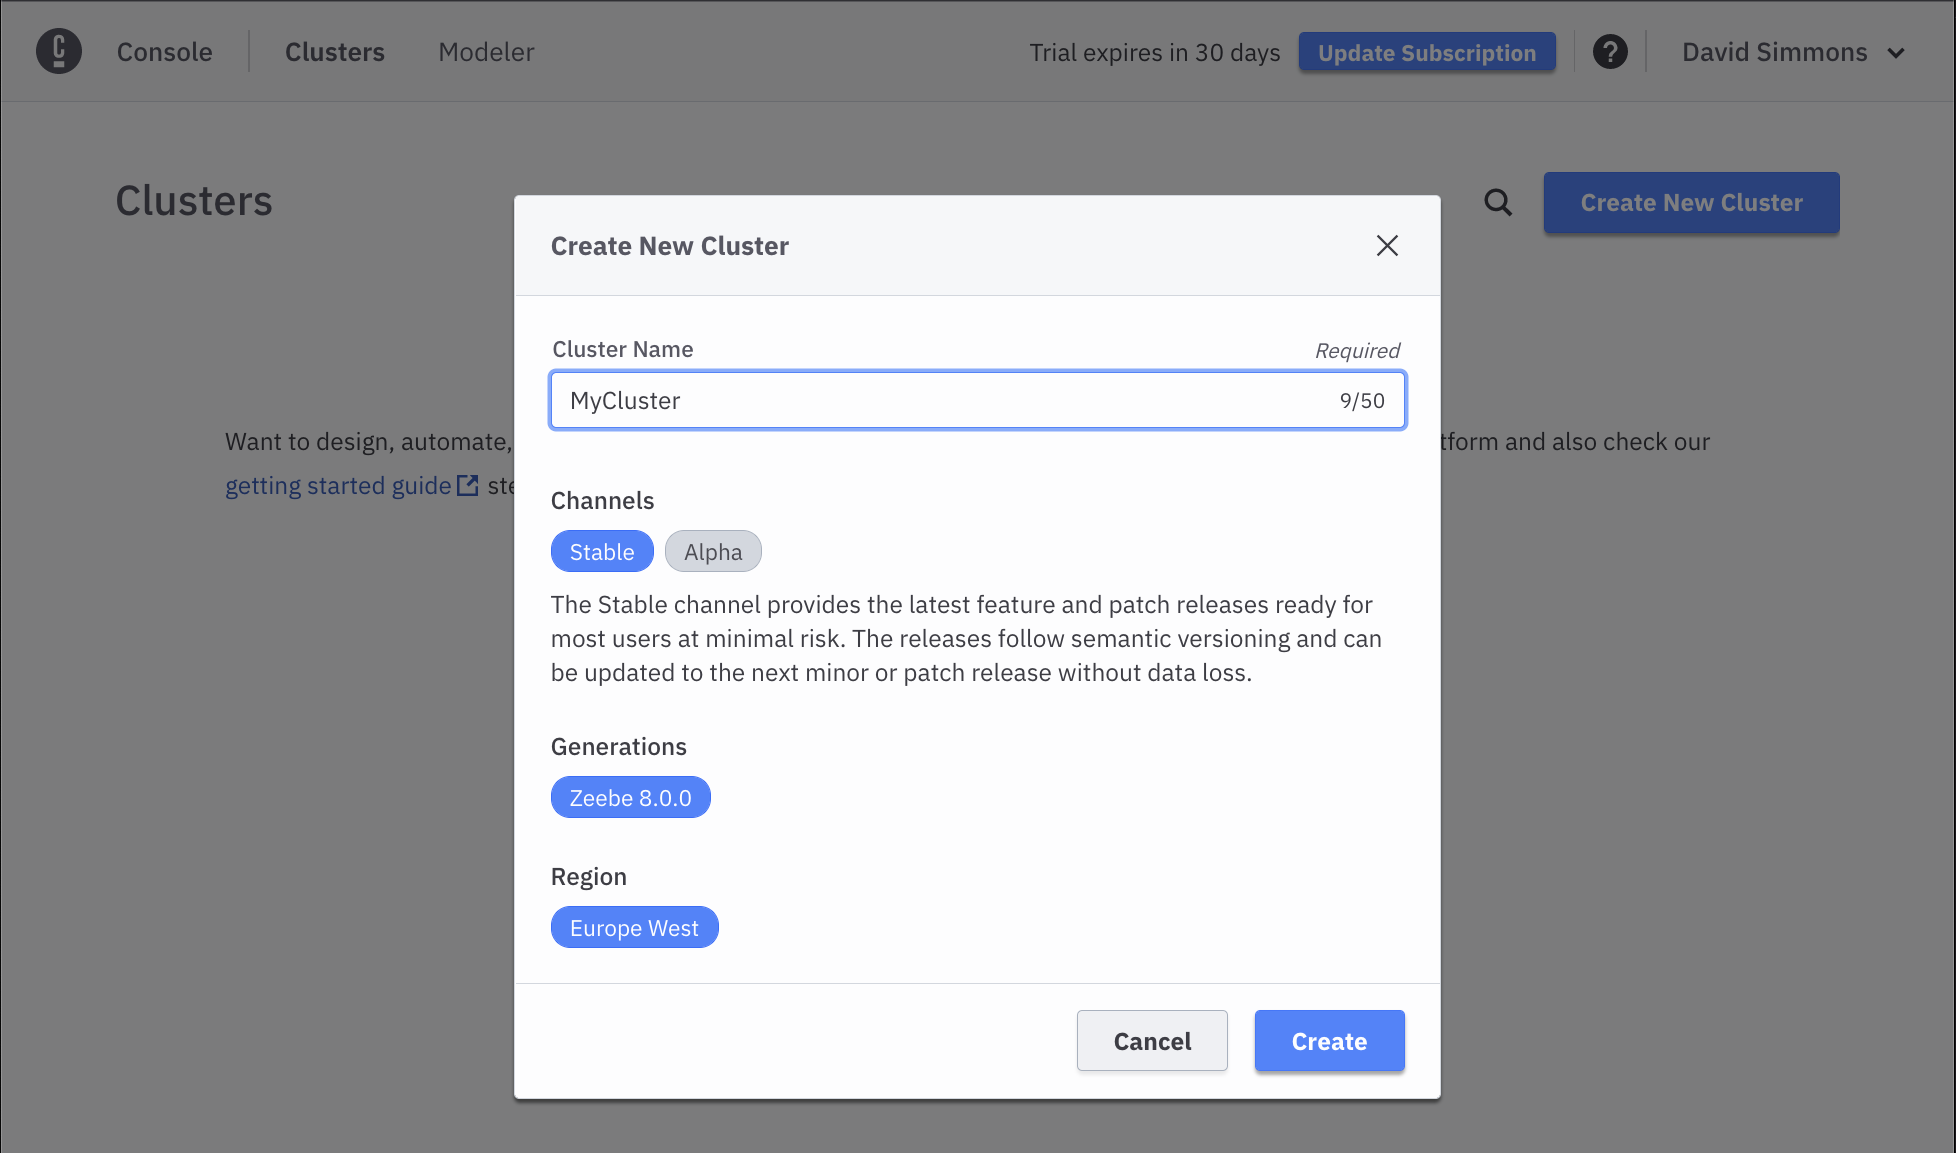 Console
Clusters
Modeler
Trial expires in 30 days
Update Subscription
?
David Simmons
Clusters
Create New Cluster
Create New Cluster
Cluster Name
Required
MyCluster
9/50
Want to design, automate,
tform and also check our
getting started guide
Channels
Stable
Alpha
The Stable channel provides the latest feature and patch releases ready for
most users at minimal risk. The releases follow semantic versioning and can
be updated to the next minor or patch release without data loss.
Generations
Zeebe 8.0.0
Region
Europe West
Cancel
Create